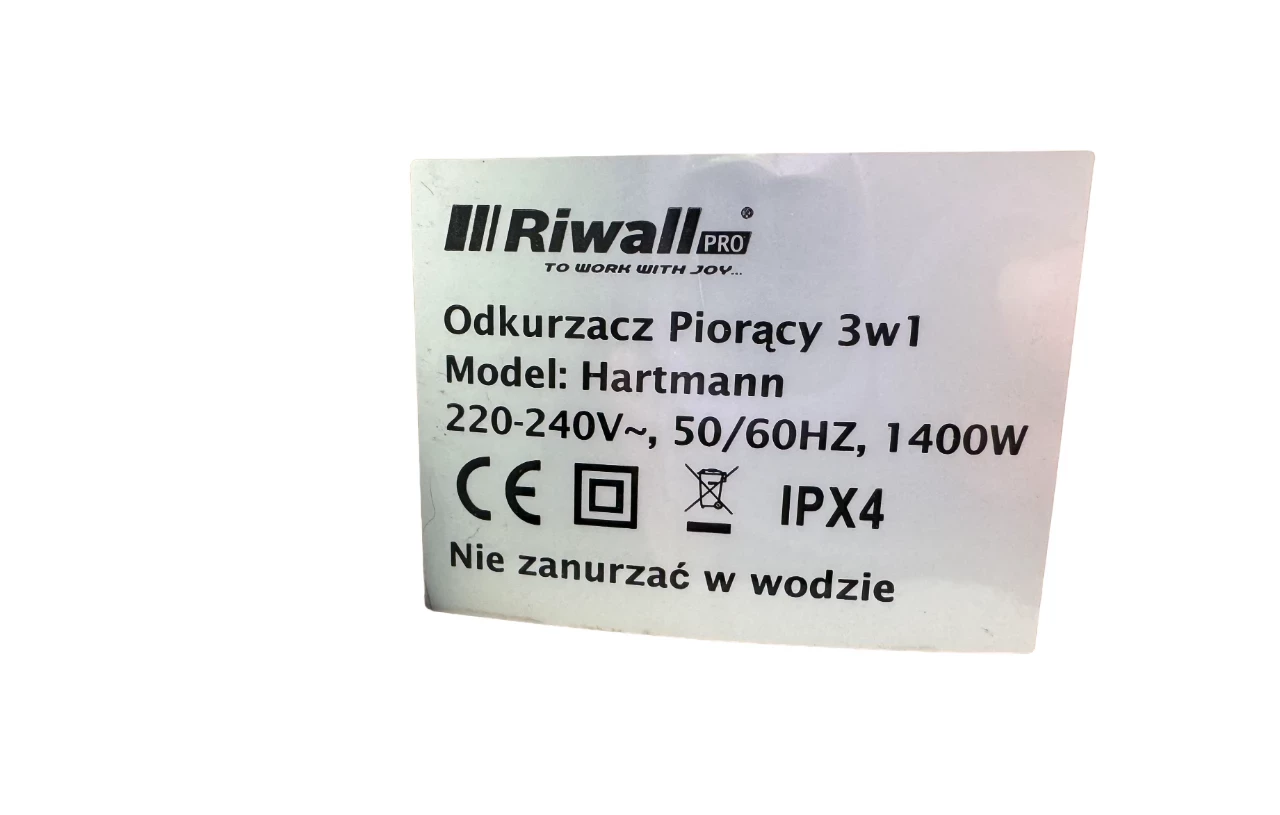 Riwall PRO ®
TO WORK WITH JOY...
Odkurzacz Piorący 3w1
Model: Hartmann
220-240V~, 50/60HZ, 1400W
CE IPX4
Nie zanurzać w wodzie